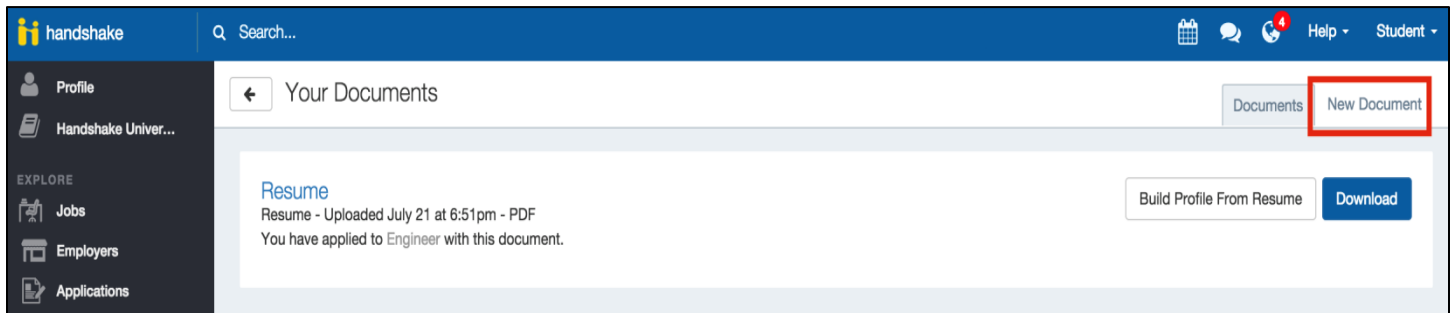 handshake
Search...
4
Help
Student
Profile
Handshake Univer...
EXPLORE
Jobs
Employers
Applications
Your Documents
Documents
New Document
Resume
Resume - Uploaded July 21 at 6:51pm - PDF
You have applied to Engineer with this document.
Build Profile From Resume
Download